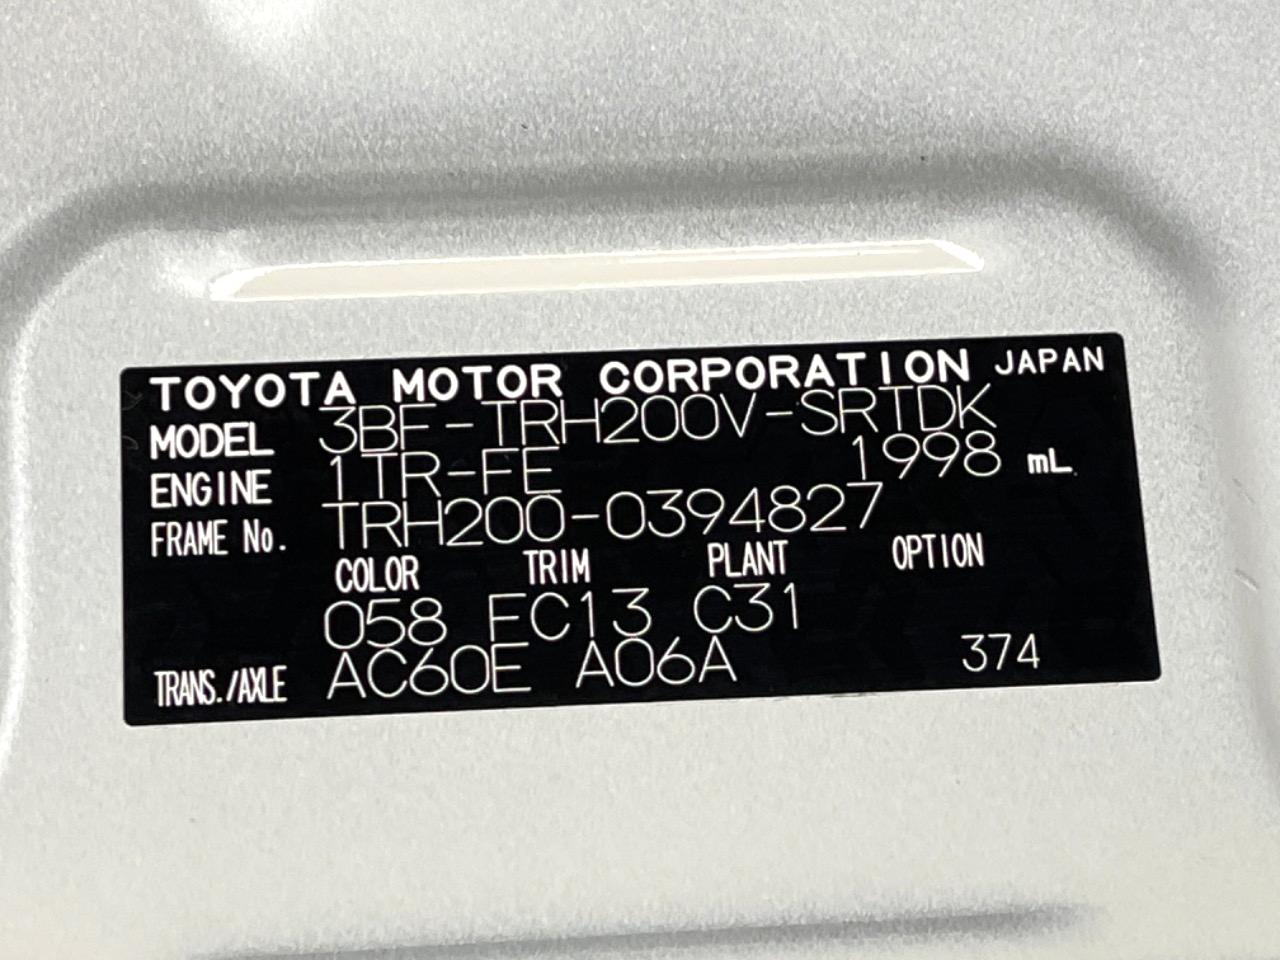 TOYOTA MOTOR CORPORATION JAPAN
MODEL 3BF-TRH200V-SRTDK
ENGINE 1TR-FE 1998 mL
FRAME No. TRH200-0394827
COLOR TRIM PLANT OPTION
058 FC13 C31
TRANS./AXLE AC60E A06A 374